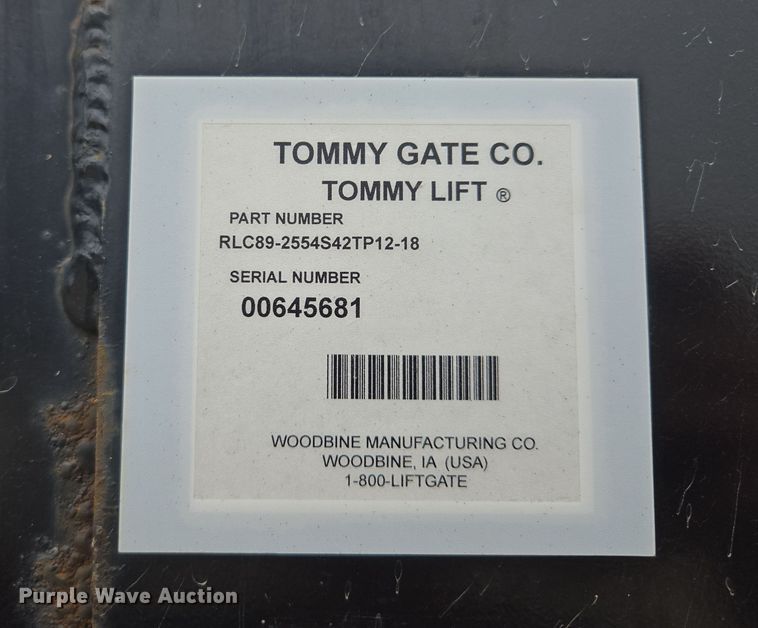 TOMMY GATE CO.
TOMMY LIFT ®
PART NUMBER
RLC89-2554S42TP12-18
SERIAL NUMBER
00645681
WOODBINE MANUFACTURING CO.
WOODBINE, IA (USA)
1-800-LIFTGATE
Purple Wave Auction